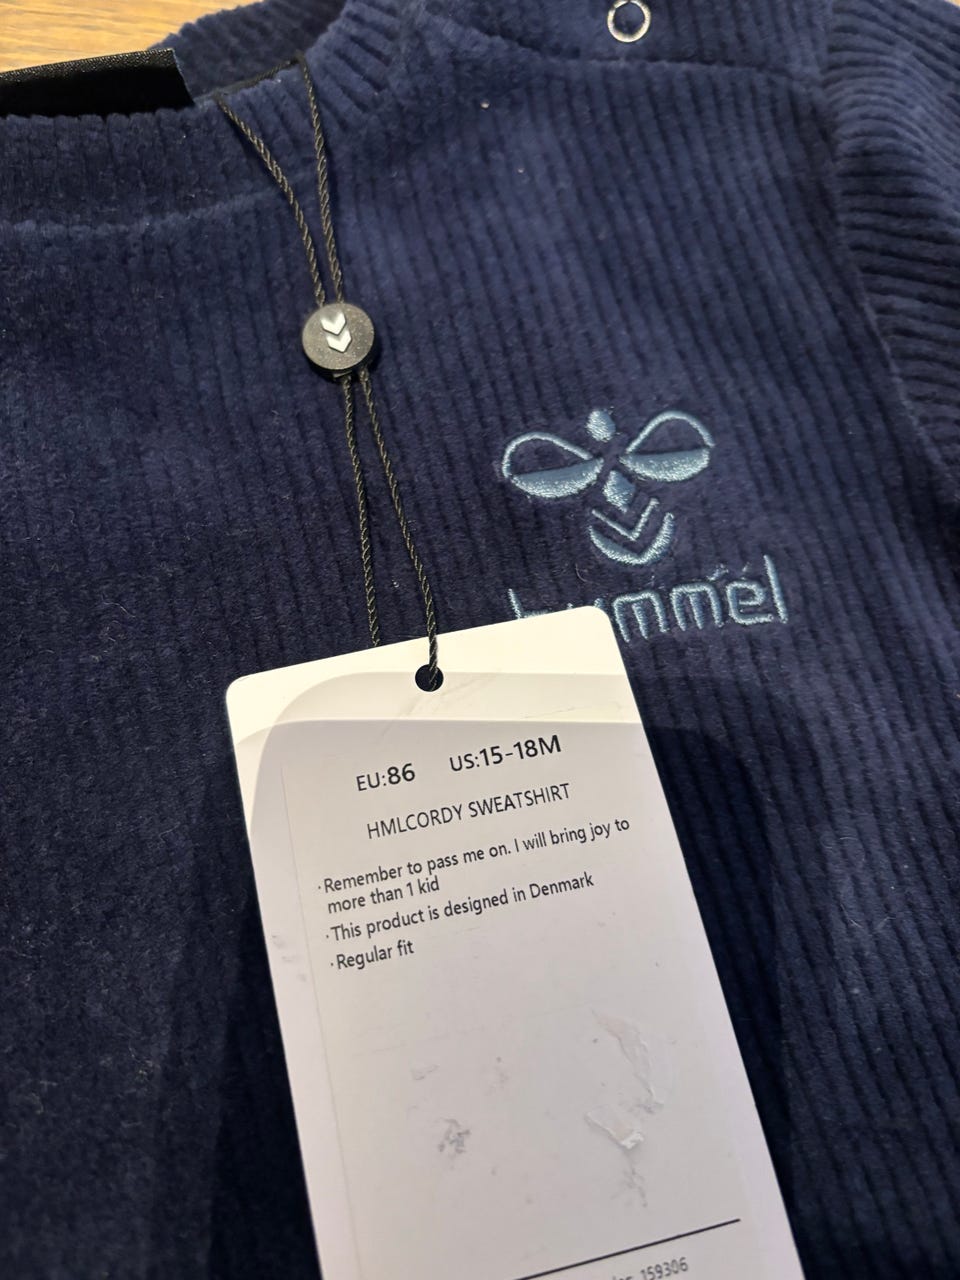 hummel
EU:86 US:15-18M
HMLCORDY SWEATSHIRT
·Remember to pass me on. I will bring joy to
more than 1 kid
·This product is designed in Denmark
·Regular fit
159306